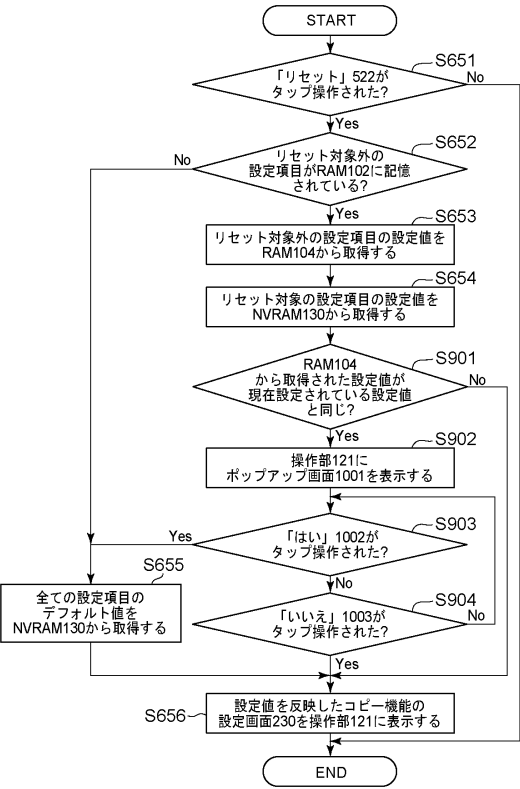 START
S651
「リセット」522が
タップ操作された?
No
Yes
S652
リセット対象外の
設定項目がRAM102に記憶
されている?
No
Yes
S653
リセット対象外の設定項目の設定値を
RAM104から取得する
S654
リセット対象の設定項目の設定値を
NVRAM130から取得する
S901
RAM104
から取得された設定値が
現在設定されている設定値
と同じ?
No
Yes
S902
操作部121に
ポップアップ画面1001を表示する
S903
「はい」1002が
タップ操作された?
Yes
No
S655
全ての設定項目の
デフォルト値を
NVRAM130から取得する
S904
「いいえ」1003が
タップ操作された?
No
Yes
S656
設定値を反映したコピー機能の
設定画面230を操作部121に表示する
END